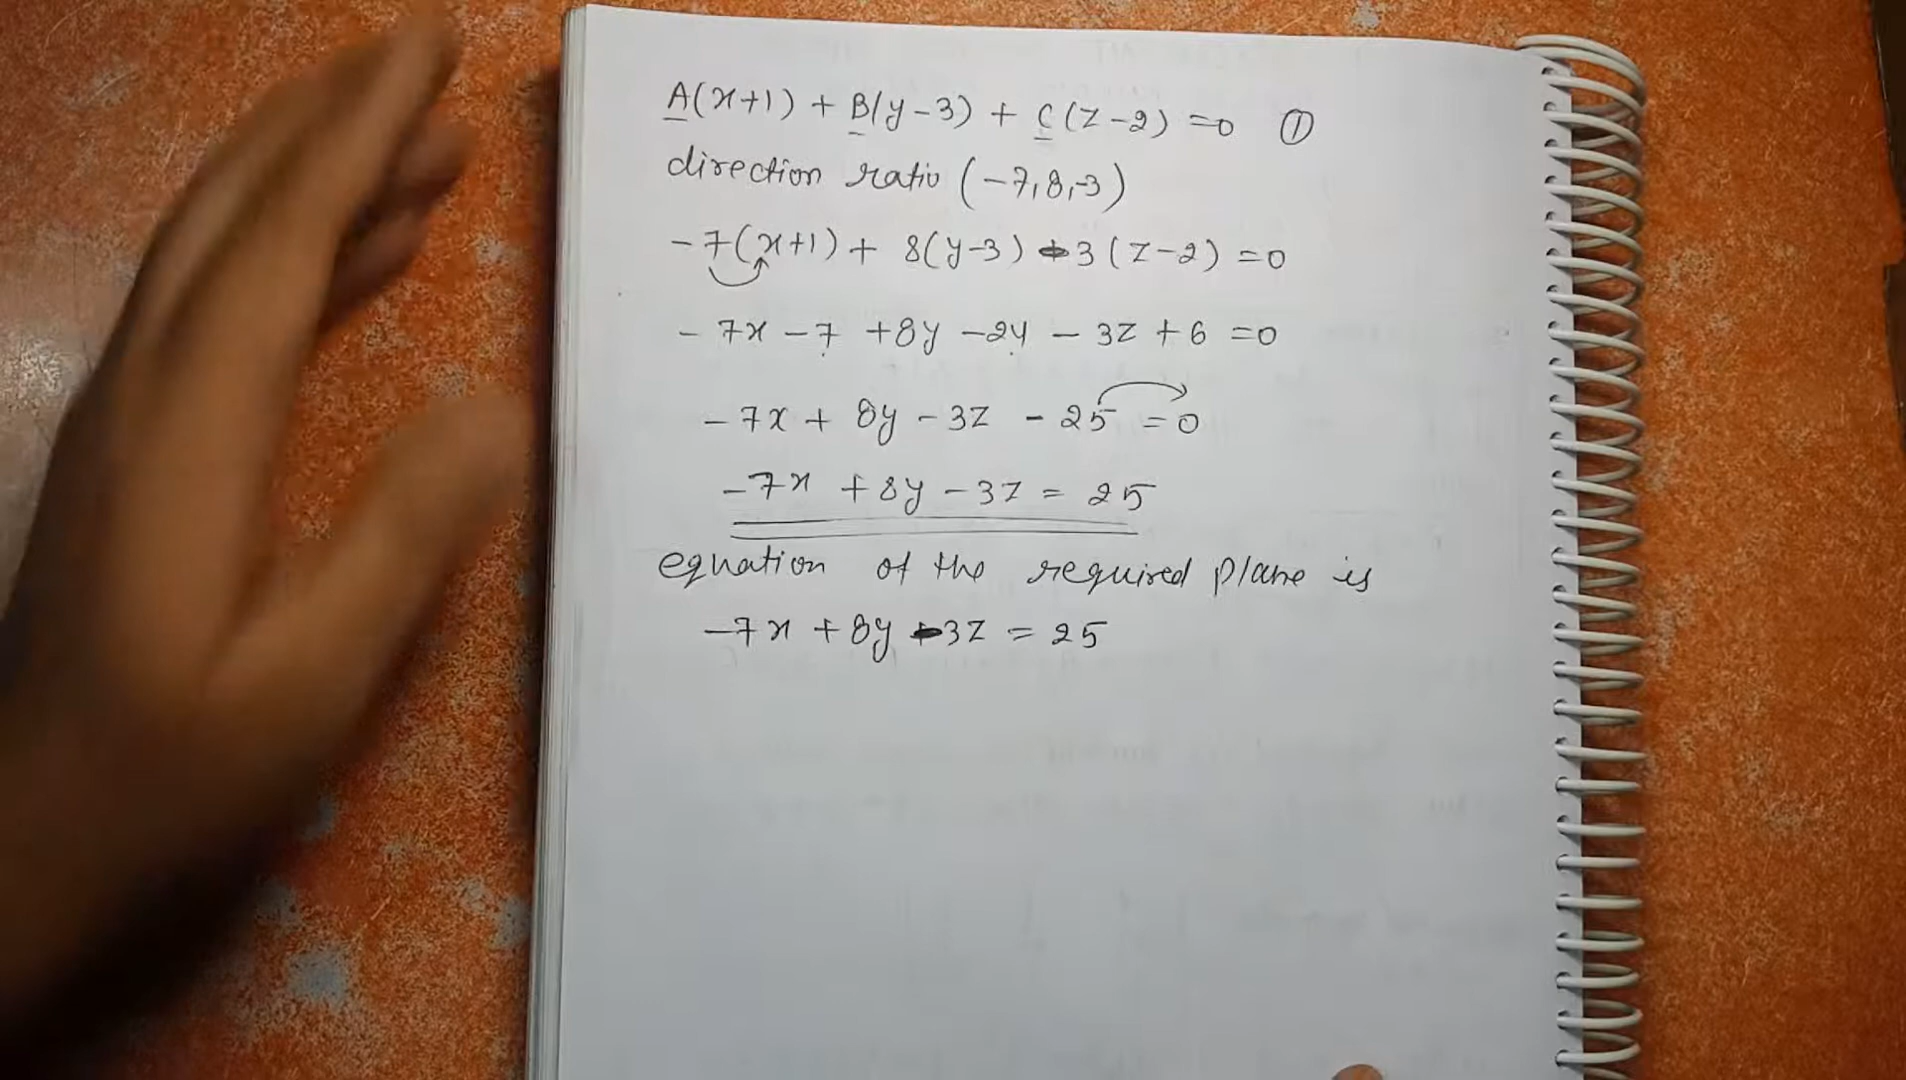 A(x+1) + B(y-3) + C(z-2) =0 ①
direction ratio (-7,8,-3)
-7(x+1) + 8(y-3) -3(z-2) =0
-7x -7 +8y -24 -3z +6 =0
-7x + 8y -3z -25 =0
-7x +8y -3z = 25
equation of the required plane is
-7x +8y -3z = 25